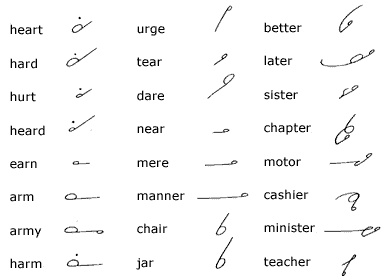 heart urge better
hard tear later
hurt dare sister
heard near chapter
earn mere motor
arm manner cashier
army chair minister
harm jar teacher